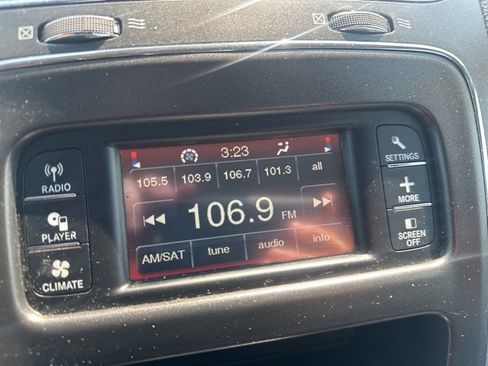 3:23
105.5 103.9 106.7 101.3 all
106.9 FM
AM/SAT tune audio info
RADIO
PLAYER
CLIMATE
SETTINGS
MORE
SCREEN
OFF